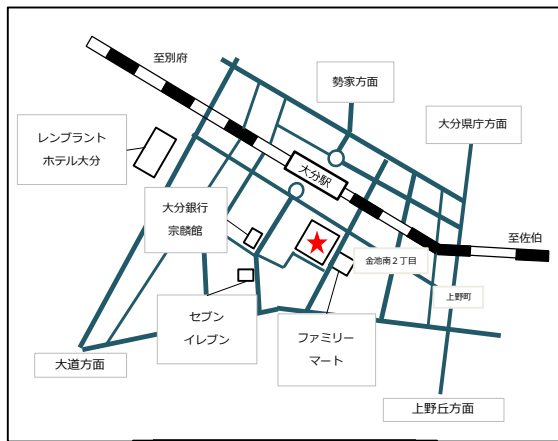 至別府
勢家方面
大分県庁方面
レンブラント
ホテル大分
大分駅
大分銀行
宗麟館
至佐伯
金池南２丁目
上野町
セブン
イレブン
ファミリー
マート
大道方面
上野丘方面